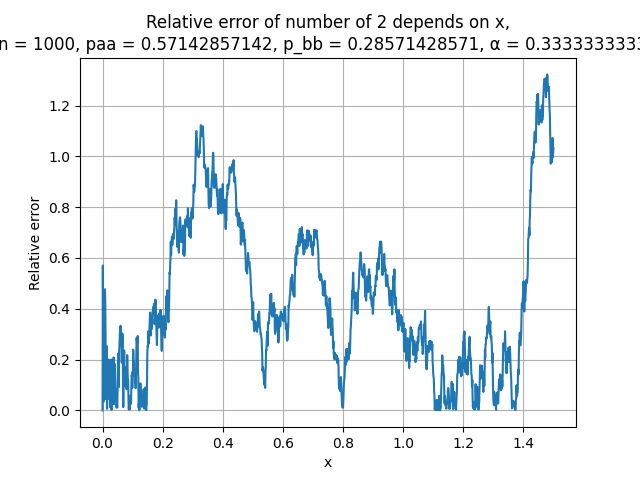 Relative error of number of 2 depends on x,
n = 1000, paa = 0.57142857142, p_bb = 0.28571428571, α = 0.3333333333
1.2
1.0
0.8
0.6
0.4
0.2
0.0
Relative error
0.0 0.2 0.4 0.6 0.8 1.0 1.2 1.4
x